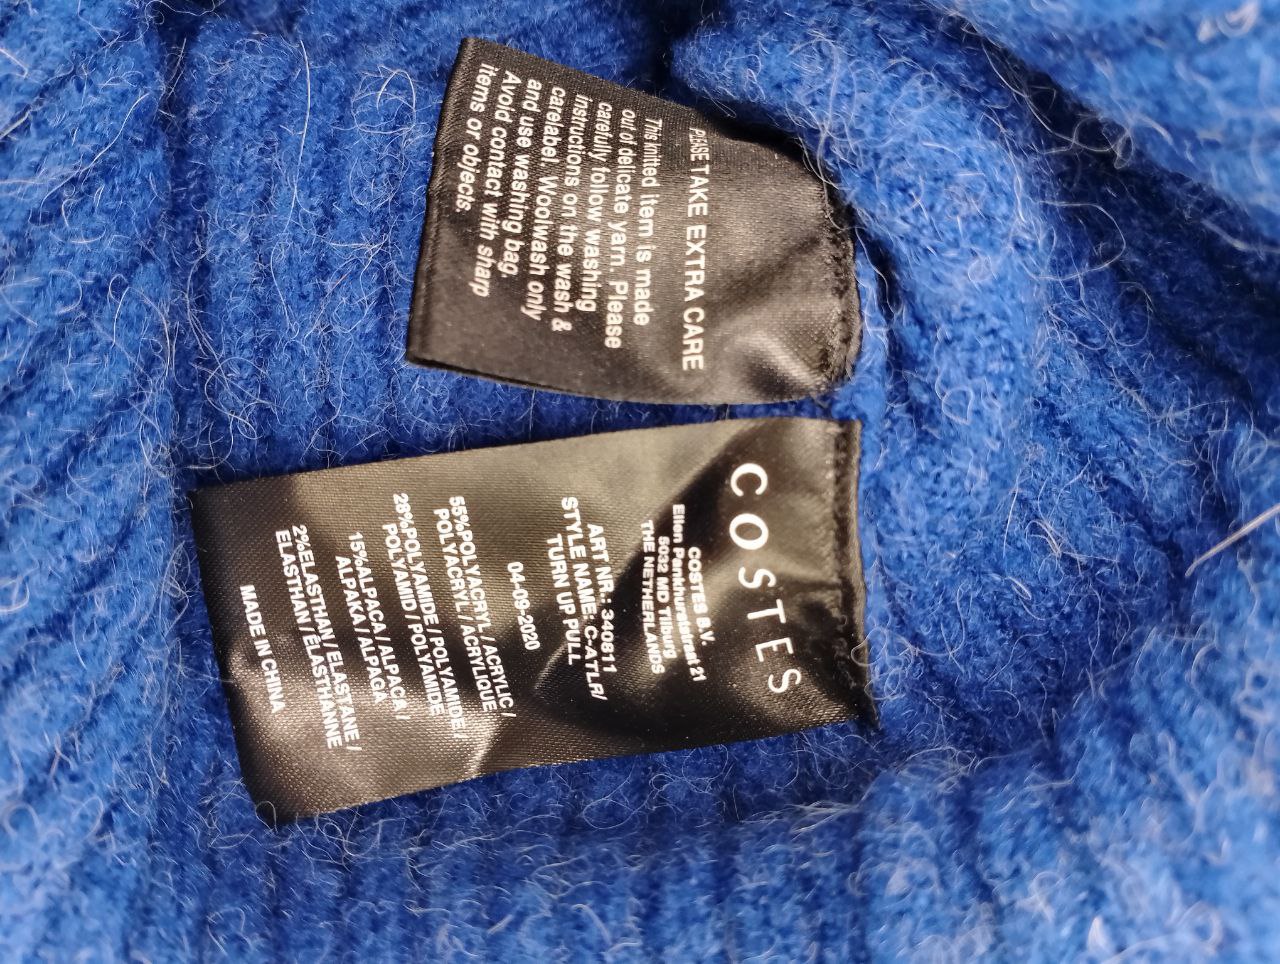 PLEASE TAKE EXTRA CARE
This knitted item is made
out of delicate yarn. Please
carefully follow washing
instructions on the wash &
carelabel. Woolwash only
and use washing bag.
Avoid contact with sharp
items or objects.
COSTES
COSTES B.V.
Ellen Pankhurststraat 21
5032 MD Tilburg
THE NETHERLANDS
ART NR.: 340811
STYLE NAME: C-ATLR/
TURN UP PULL
04-09-2020
55%POLYACRYL / ACRYLIC /
POLYACRYL / ACRYLIQUE
28%POLYAMIDE / POLYAMIDE /
POLYAMID / POLYAMIDE
15%ALPACA / ALPACA /
ALPAKA / ALPAGA
2%ELASTHAN / ELASTANE /
ELASTHAN / ÉLASTHANNE
MADE IN CHINA